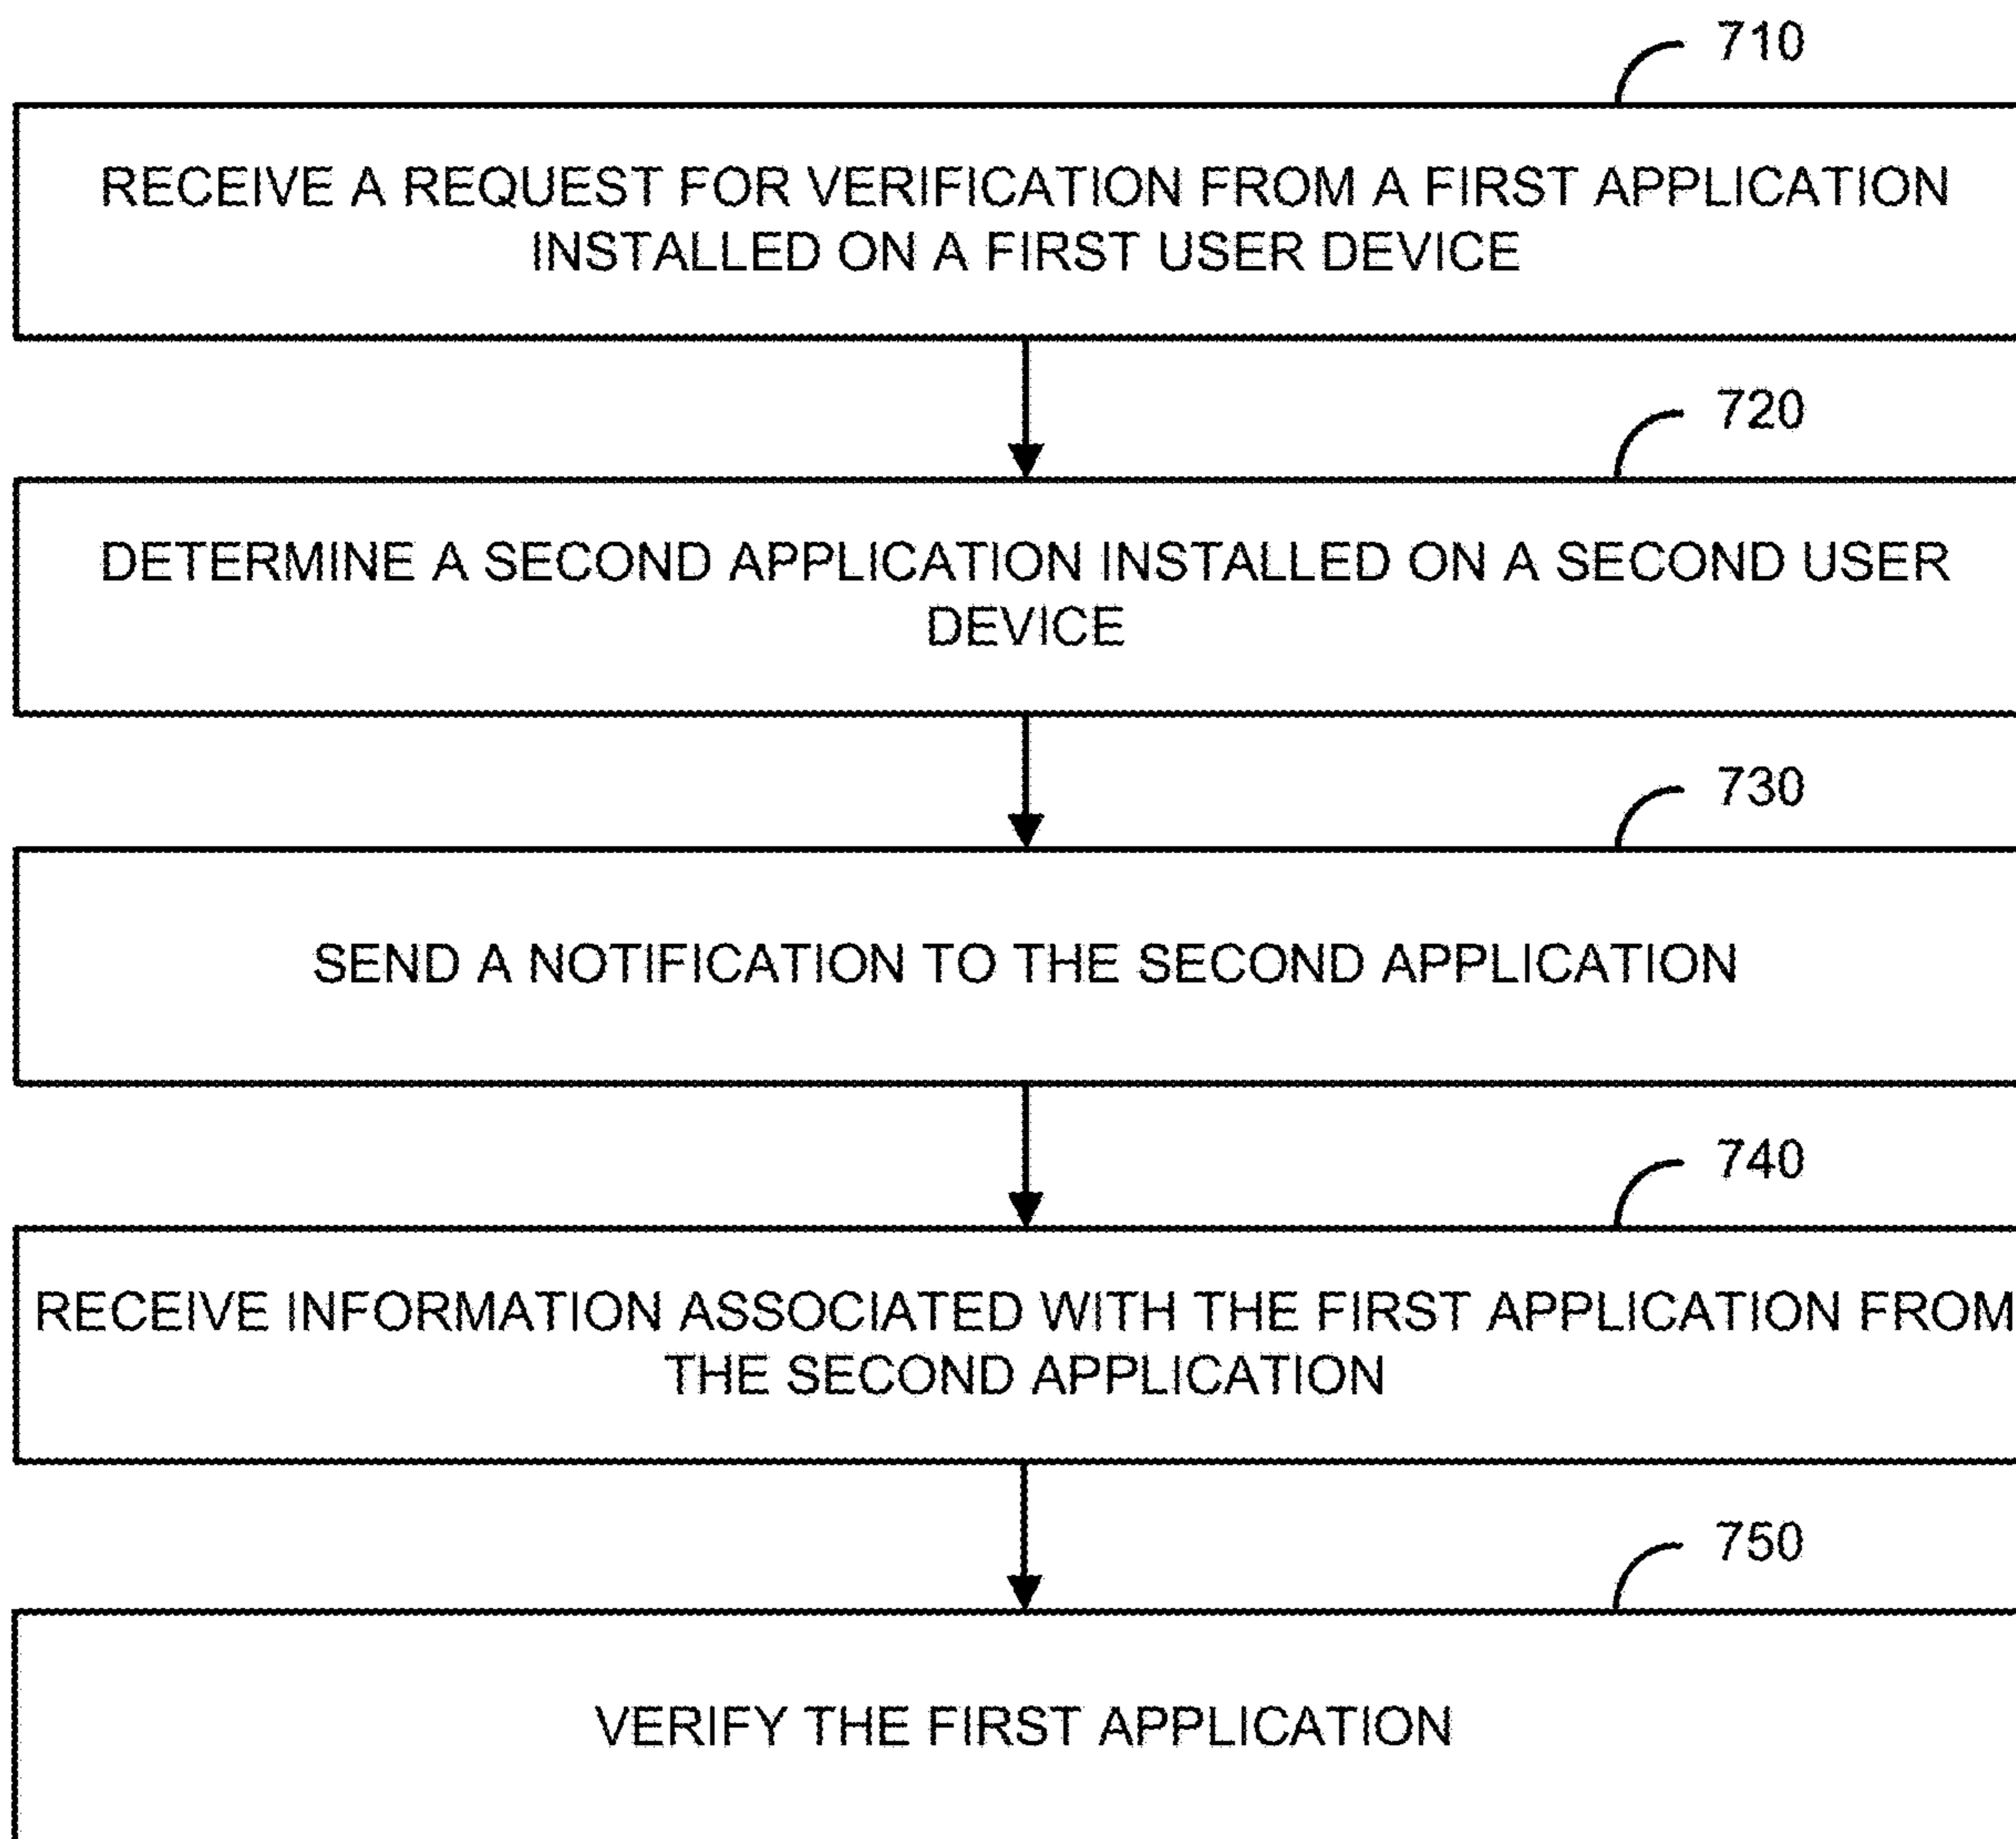 710
RECEIVE A REQUEST FOR VERIFICATION FROM A FIRST APPLICATION
INSTALLED ON A FIRST USER DEVICE
720
DETERMINE A SECOND APPLICATION INSTALLED ON A SECOND USER
DEVICE
730
SEND A NOTIFICATION TO THE SECOND APPLICATION
740
RECEIVE INFORMATION ASSOCIATED WITH THE FIRST APPLICATION FROM
THE SECOND APPLICATION
750
VERIFY THE FIRST APPLICATION